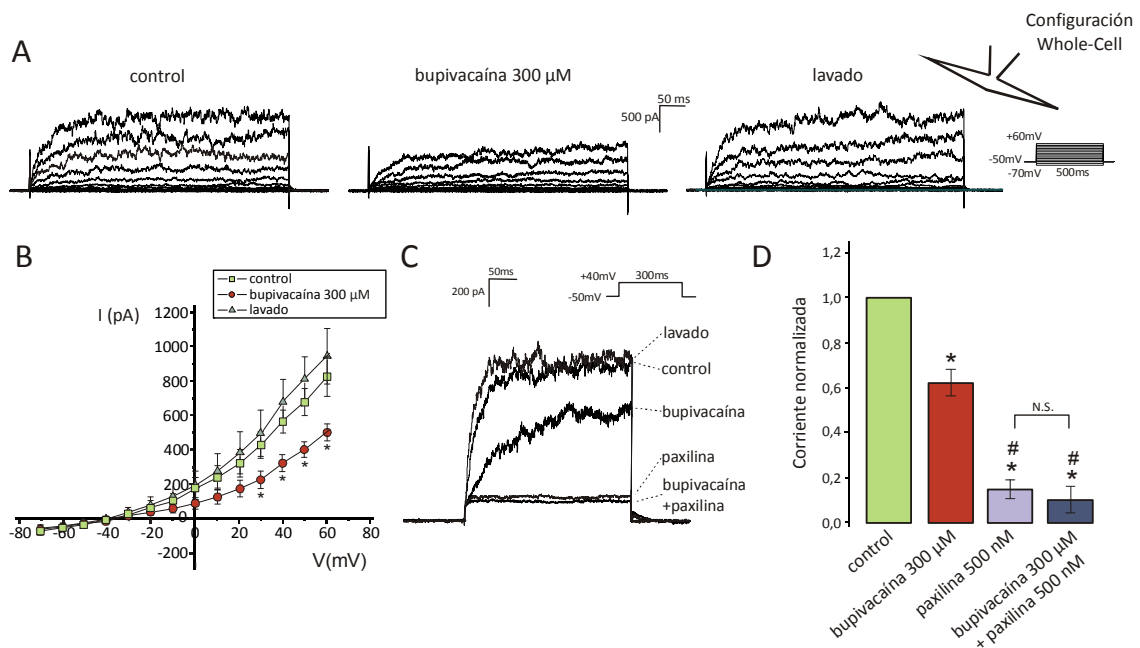 Configuración
Whole-Cell
A
control
bupivacaína 300 µM
lavado
50 ms
500 pA
+60mV
-50mV
-70mV
500ms
B
control
bupivacaína 300 µM
lavado
I (pA)
1200
1000
800
600
400
200
0
-200
-80 -60 -40 -20 0 20 40 60 80
V(mV)
* * * *
C
50ms
200 pA
+40mV
300ms
-50mV
lavado
control
bupivacaína
paxilina
bupivacaína
+paxilina
D
Corriente normalizada
1,2
1,0
0,8
0,6
0,4
0,2
0,0
*
N.S.
# #
* *
control
bupivacaína 300 µM
paxilina 500 nM
bupivacaína 300 µM
+ paxilina 500 nM